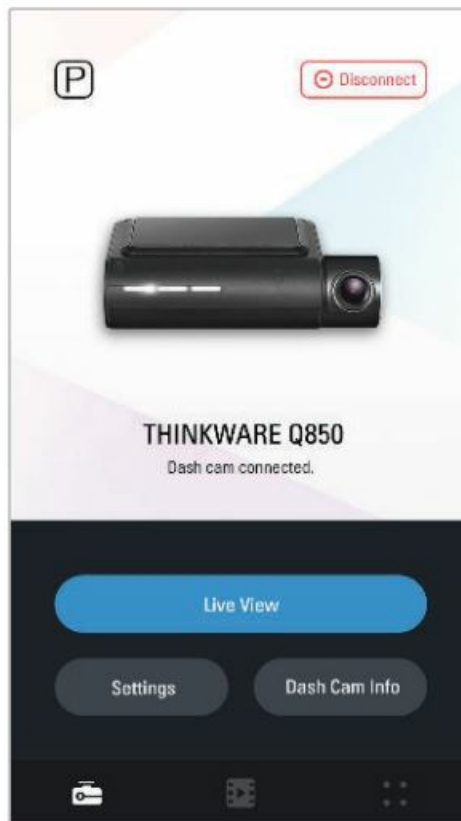 P
Disconnect
THINKWARE Q850
Dash cam connected.
Live View
Settings
Dash Cam Info